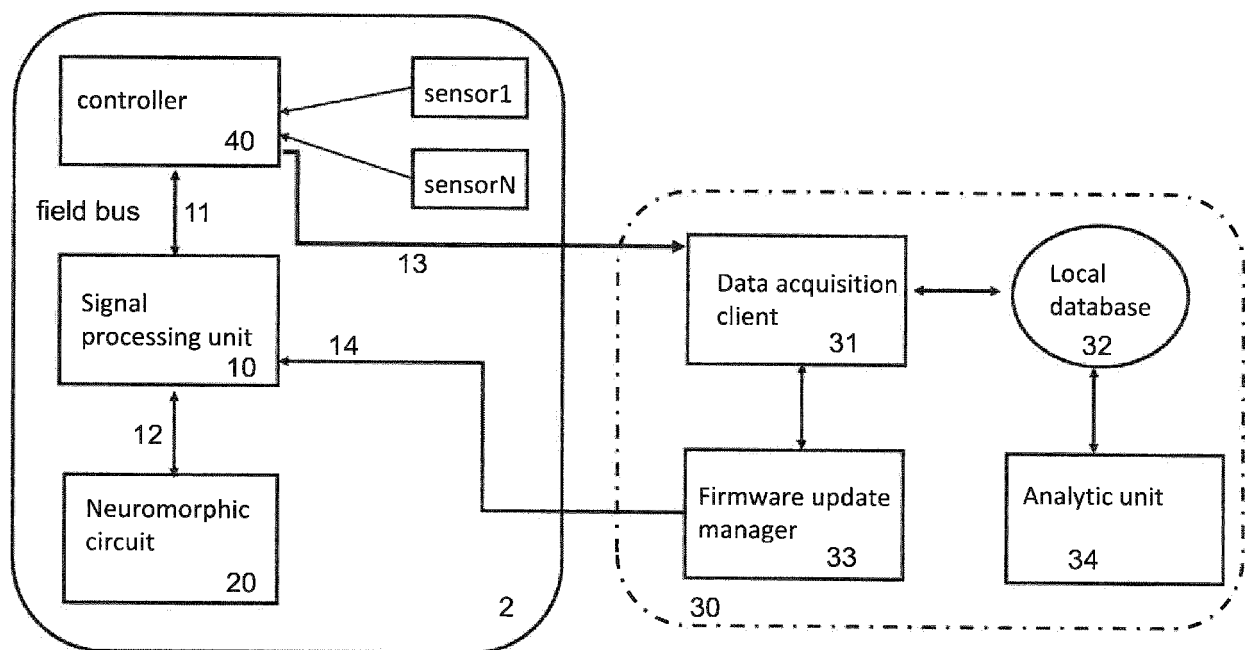 controller
40
sensor1
sensorN
field bus
11
13
Signal
processing unit
10
14
12
Neuromorphic
circuit
20
2
Data acquisition
client
31
Local
database
32
Firmware update
manager
33
Analytic unit
34
30